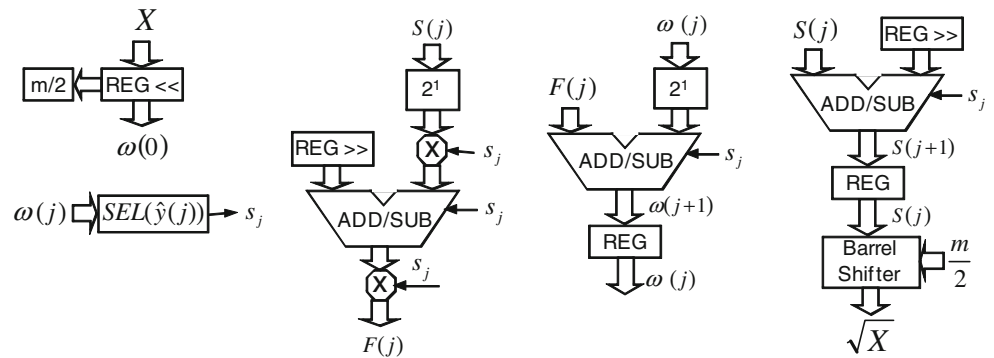 X
m/2
REG <<
ω(0)
ω(j)
SEL(ŷ(j))
s_j
S(j)
2¹
X
s_j
REG >>
ADD/SUB
s_j
s_j
X
F(j)
ω(j)
F(j)
2¹
ADD/SUB
s_j
ω(j+1)
REG
ω(j)
S(j)
REG >>
ADD/SUB
s_j
S(j+1)
REG
S(j)
Barrel
Shifter
m/2
√X